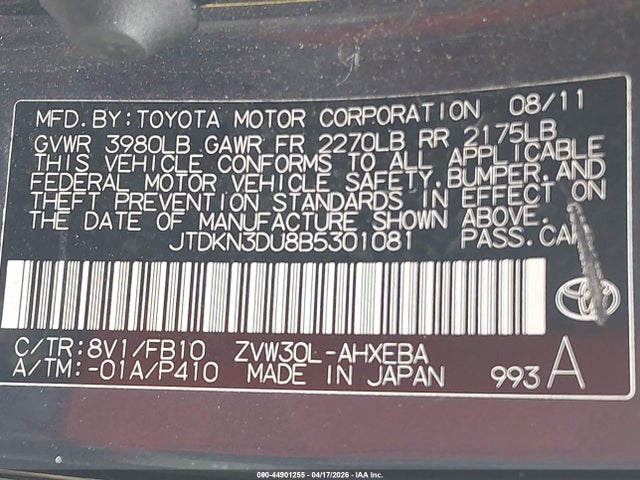 MFD. BY: TOYOTA MOTOR CORPORATION 08/11
GVWR 3980LB GAWR FR 2270LB RR 2175LB
THIS VEHICLE CONFORMS TO ALL APPLICABLE
FEDERAL MOTOR VEHICLE SAFETY, BUMPER, AND
THEFT PREVENTION STANDARDS IN EFFECT ON
THE DATE OF MANUFACTURE SHOWN ABOVE.
JTDKN3DU8B5301081 PASS. CAR
C/TR: 8V1/FB10 ZVW30L-AHXEBA
A/TM: -01A/P410 MADE IN JAPAN 993 A
000-44901255 - 04/17/2026 - IAA Inc.